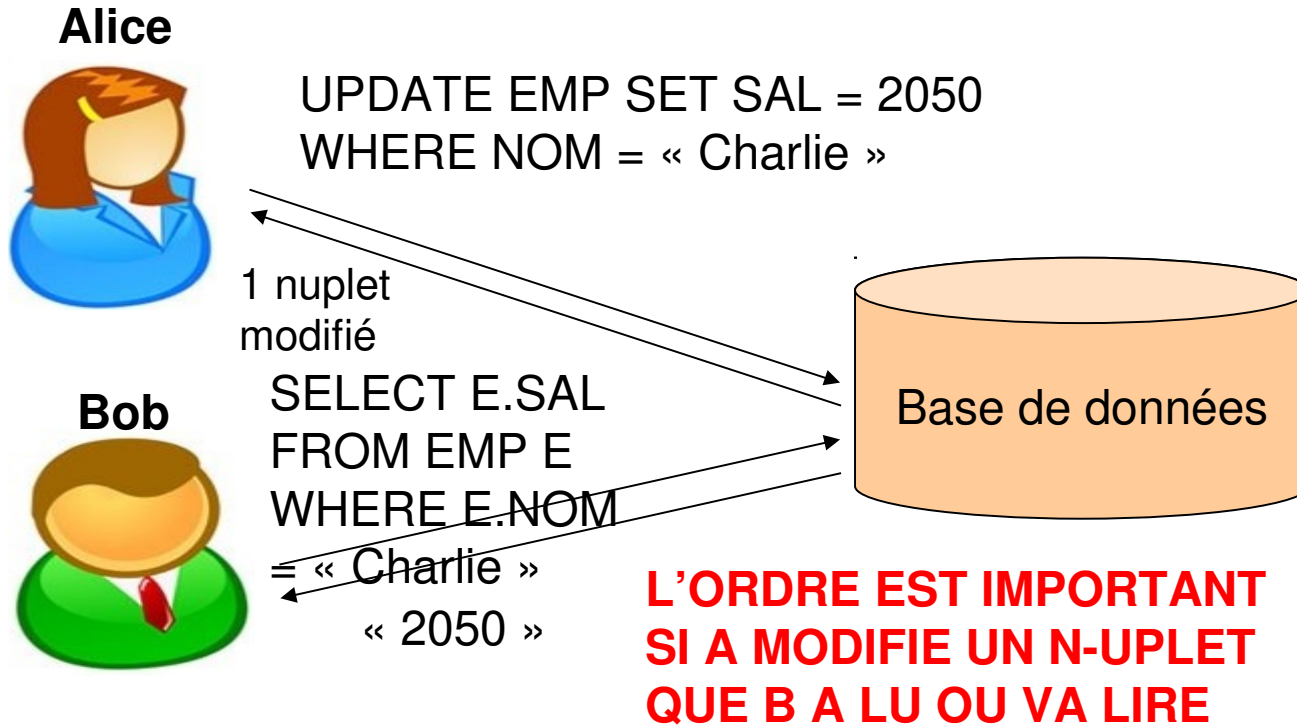 Alice
UPDATE EMP SET SAL = 2050
WHERE NOM = « Charlie »
1 nuplet
modifié
Bob
SELECT E.SAL
FROM EMP E
WHERE E.NOM
= « Charlie »
« 2050 »
Base de données
L’ORDRE EST IMPORTANT
SI A MODIFIE UN N-UPLET
QUE B A LU OU VA LIRE